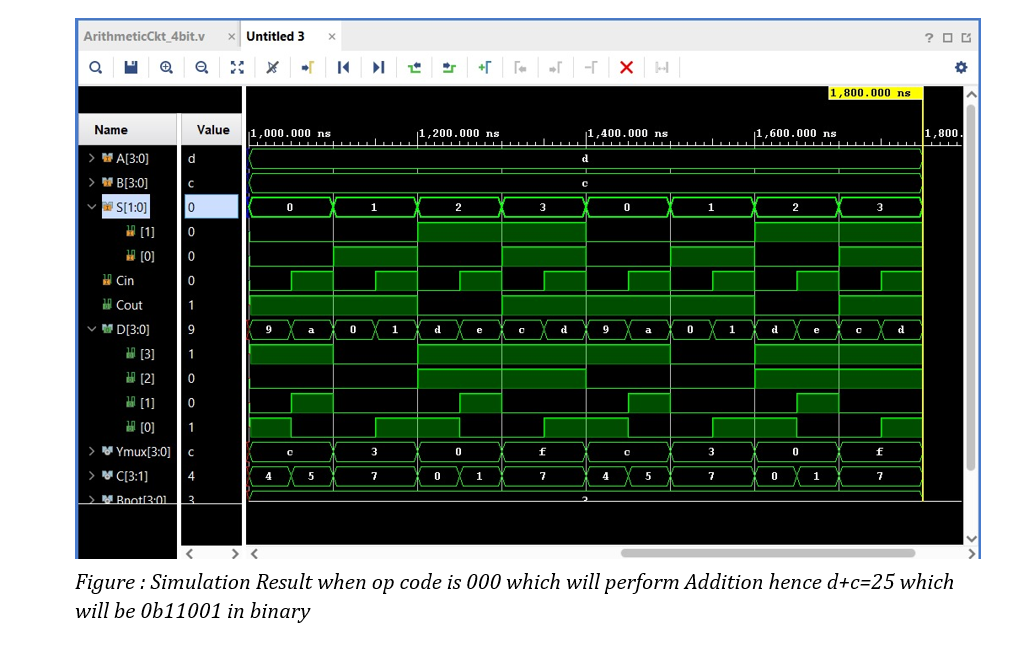 ArithmeticCkt_4bit.v × Untitled 3 × ?
1,800.000 ns
Name Value 1,000.000 ns 1,200.000 ns 1,400.000 ns 1,600.000 ns 1,800.
A[3:0] d d
B[3:0] c c
S[1:0] 0 0 1 2 3 0 1 2 3
[1] 0
[0] 0
Cin 0
Cout 1
D[3:0] 9 9 a 0 1 d e c d 9 a 0 1 d e c d
[3] 1
[2] 0
[1] 0
[0] 1
Ymux[3:0] c c 3 0 f c 3 0 f
C[3:1] 4 4 5 7 0 1 7 4 5 7 0 1 7
Bnot[3:0] 3 3
Figure : Simulation Result when op code is 000 which will perform Addition hence d+c=25 which
will be 0b11001 in binary